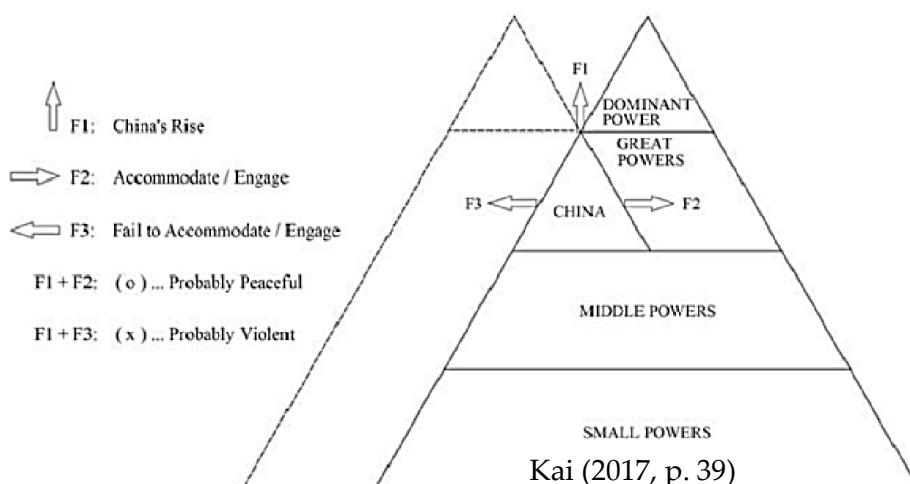 F1: China's Rise
F2: Accommodate / Engage
F3: Fail to Accommodate / Engage
F1 + F2: ( o ) ... Probably Peaceful
F1 + F3: ( x ) ... Probably Violent
F1
DOMINANT
POWER
GREAT
POWERS
F3
CHINA
F2
MIDDLE POWERS
SMALL POWERS
Kai (2017, p. 39)